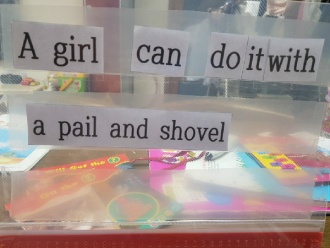 A girl can do it with
a pail and shovel